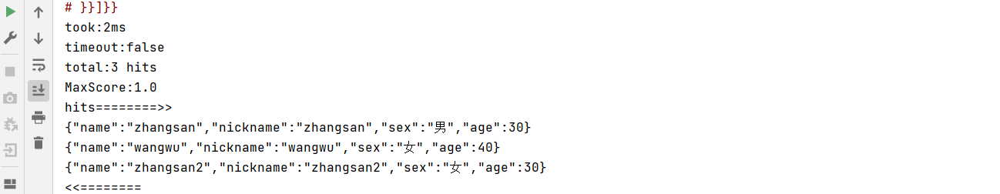 # }}]}}
took:2ms
timeout:false
total:3 hits
MaxScore:1.0
hits========>>
{"name":"zhangsan","nickname":"zhangsan","sex":"男","age":30}
{"name":"wangwu","nickname":"wangwu","sex":"女","age":40}
{"name":"zhangsan2","nickname":"zhangsan2","sex":"女","age":30}
<<========